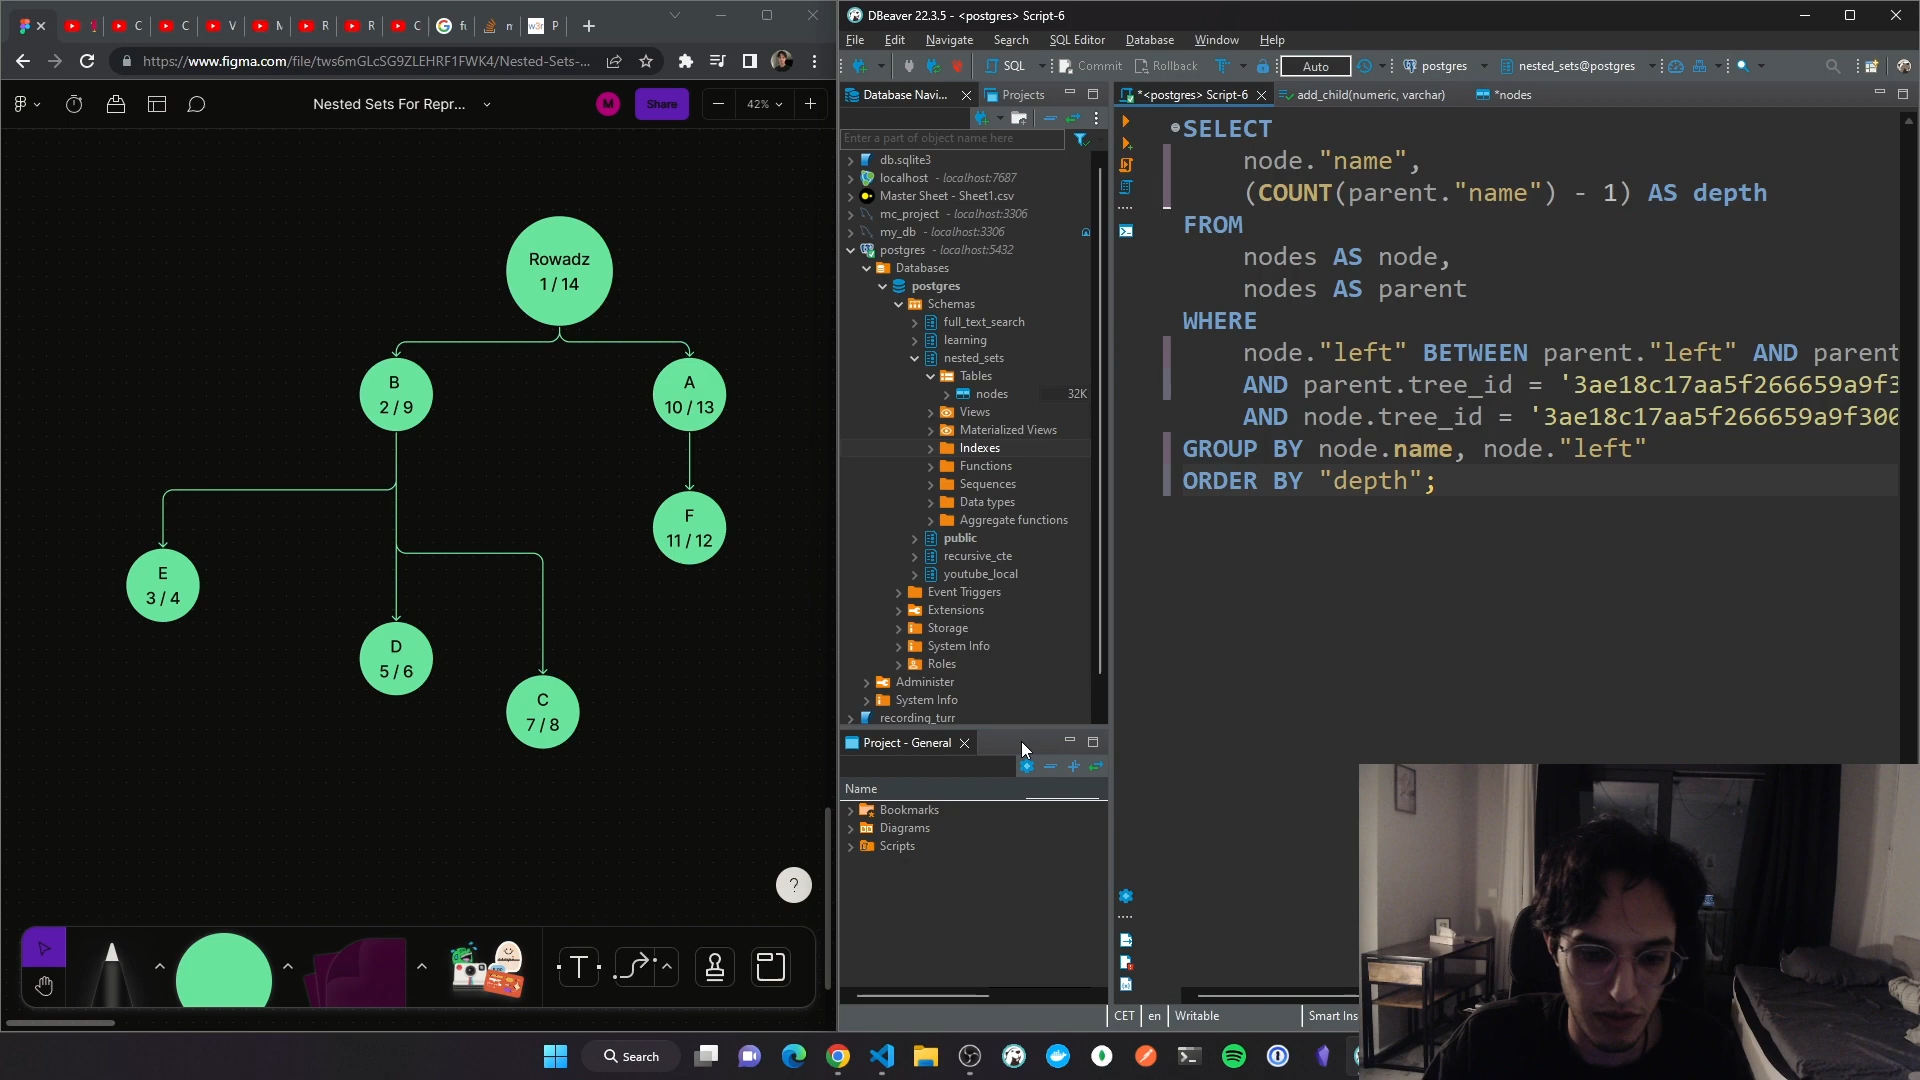 C
C
V
M
R
R
C
fu
m
w3r
P
https://www.figma.com/file/tws6mGLcSG9ZLEHRF1FWK4/Nested-Sets-...
Nested Sets For Repr...
M
Share
42%
Rowadz
1 / 14
B
2 / 9
A
10 / 13
F
11 / 12
E
3 / 4
D
5 / 6
C
7 / 8
?
T
DBeaver 22.3.5 - <postgres> Script-6
File Edit Navigate Search SQL Editor Database Window Help
SQL Commit Rollback Auto postgres nested_sets@postgres
Database Navi... Projects
Enter a part of object name here
db.sqlite3
localhost - localhost:7687
Master Sheet - Sheet1.csv
mc_project - localhost:3306
my_db - localhost:3306
postgres - localhost:5432
Databases
postgres
Schemas
full_text_search
learning
nested_sets
Tables
nodes 32K
Views
Materialized Views
Indexes
Functions
Sequences
Data types
Aggregate functions
public
recursive_cte
youtube_local
Event Triggers
Extensions
Storage
System Info
Roles
Administer
System Info
recording_turr
Project - General
Name
Bookmarks
Diagrams
Scripts
*<postgres> Script-6 add_child(numeric, varchar) *nodes
SELECT
node."name",
(COUNT(parent."name") - 1) AS depth
FROM
nodes AS node,
nodes AS parent
WHERE
node."left" BETWEEN parent."left" AND parent
AND parent.tree_id = '3ae18c17aa5f266659a9f3
AND node.tree_id = '3ae18c17aa5f266659a9f300
GROUP BY node.name, node."left"
ORDER BY "depth";
CET en Writable Smart Ins
Search